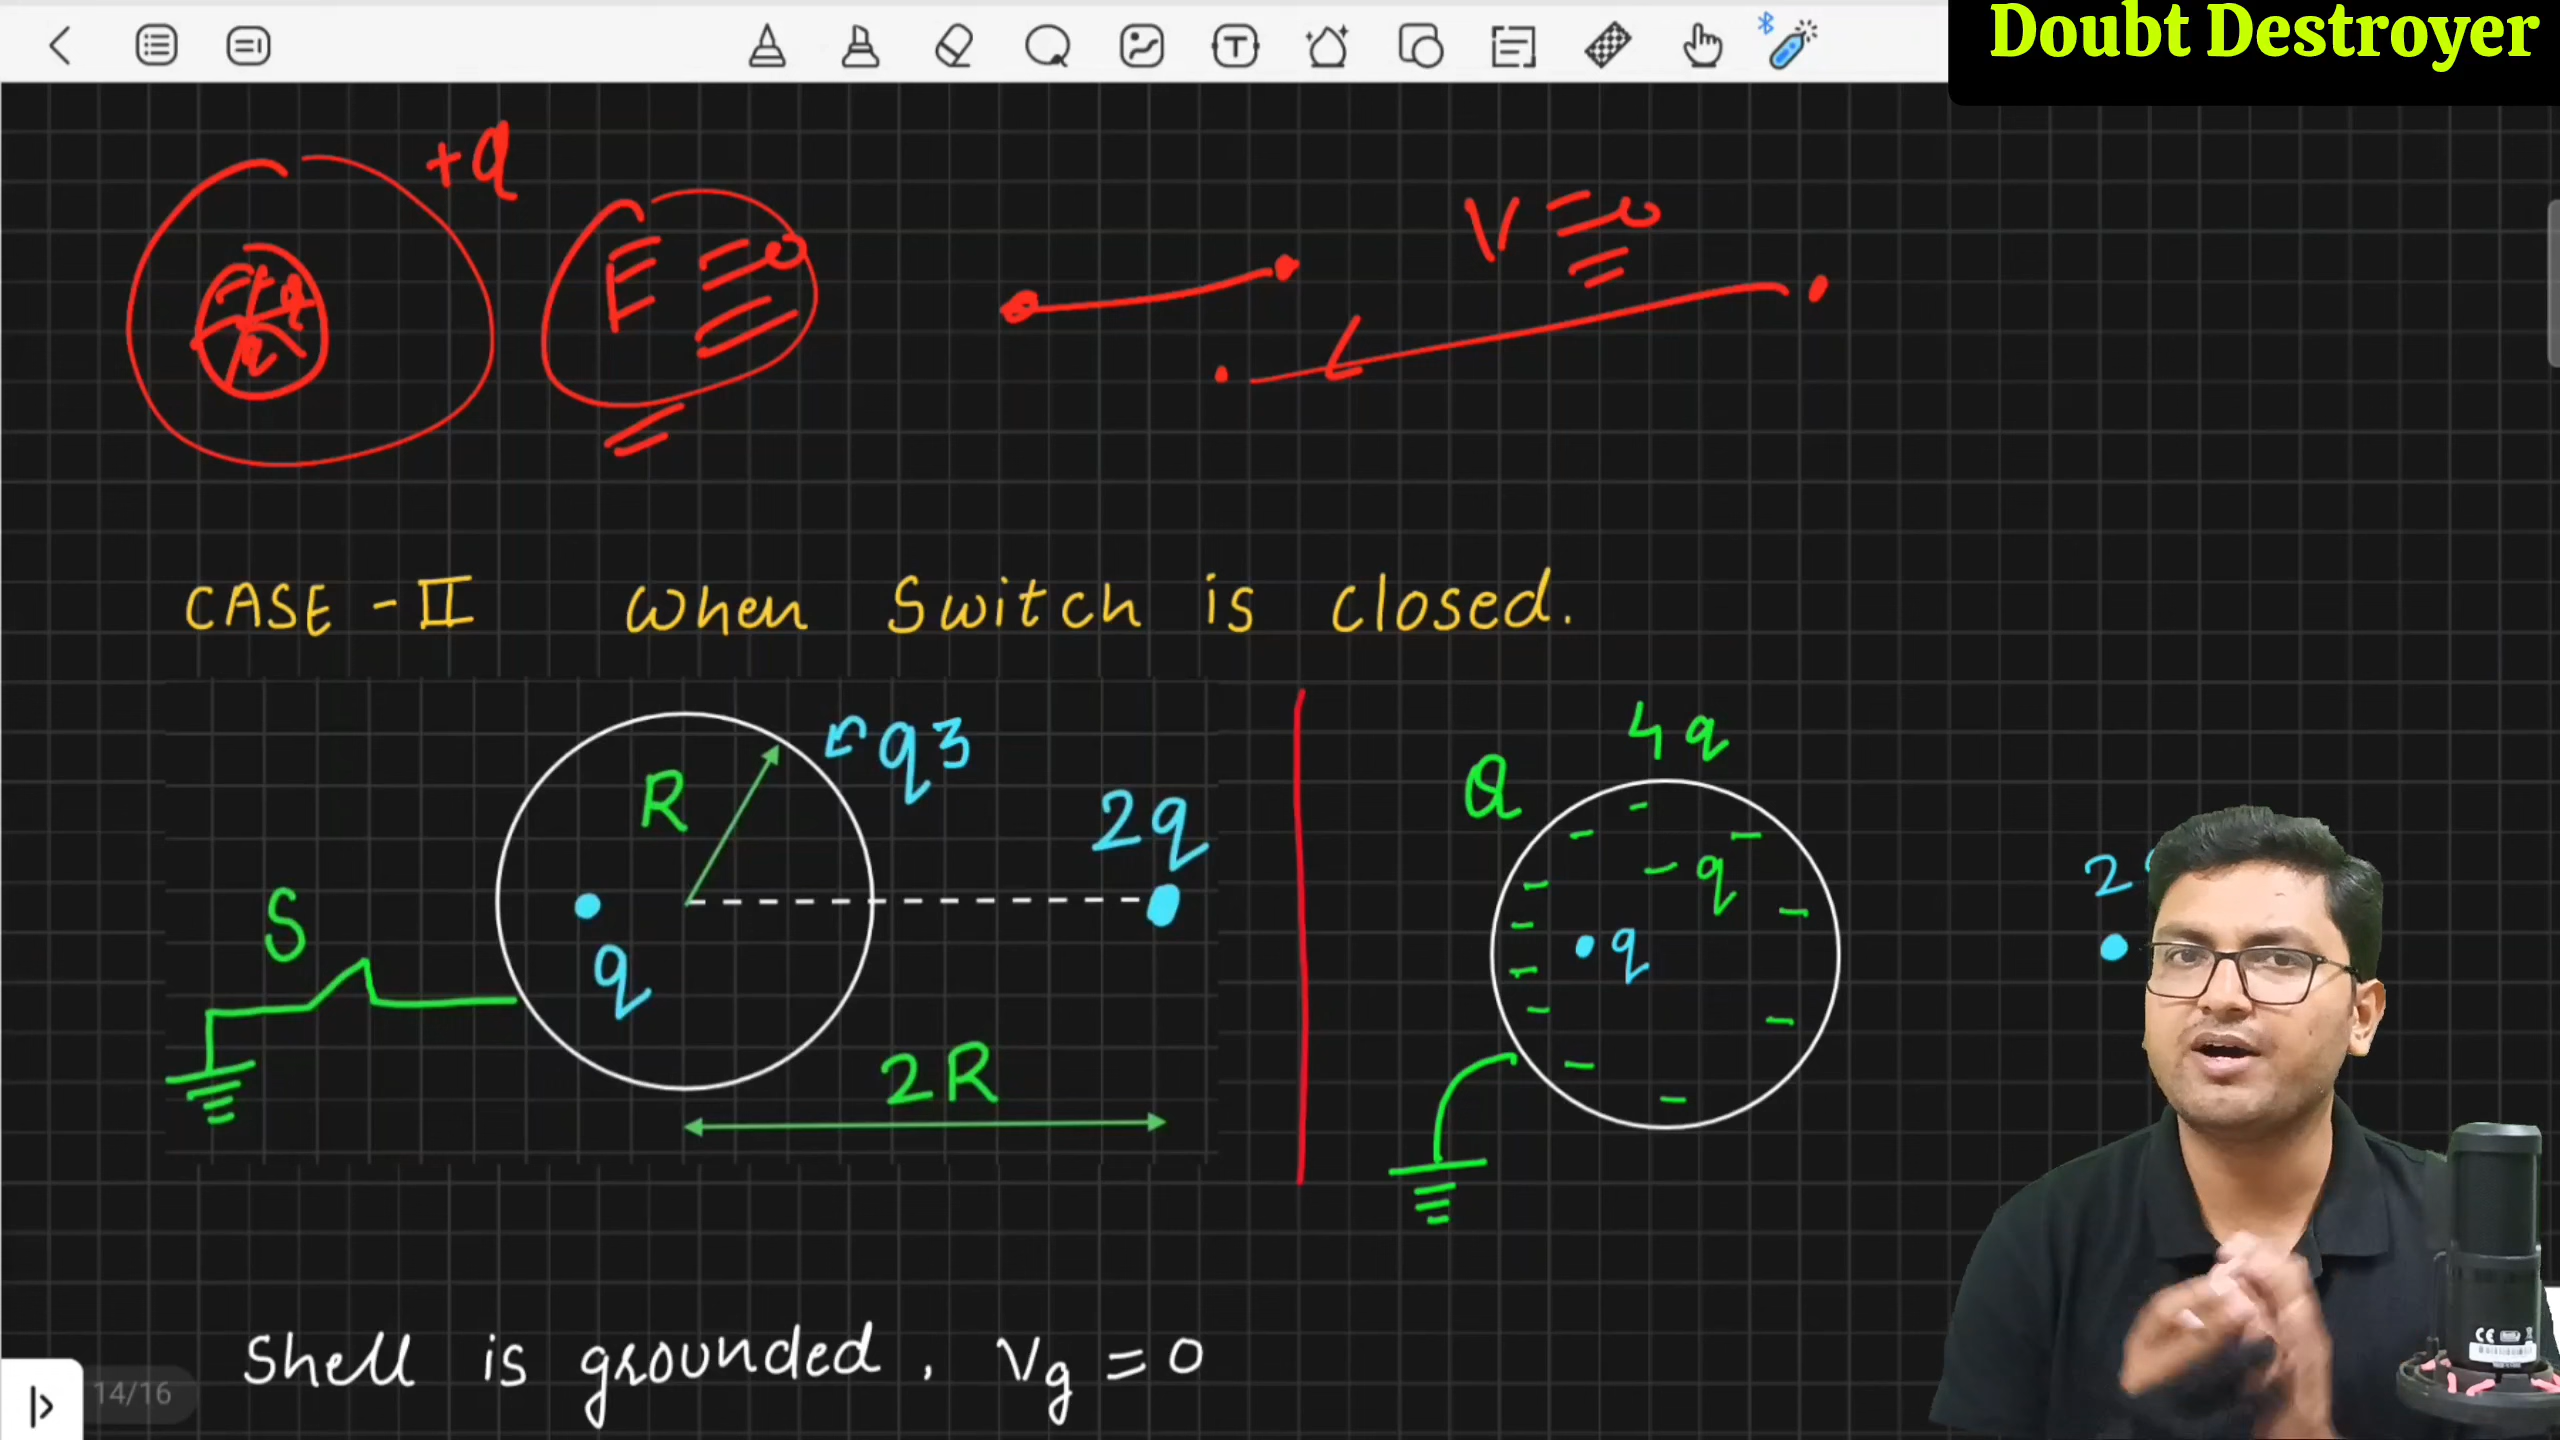 Doubt Destroyer
+q
E = 0
V = 0
CASE - II When Switch is closed.
q3
R
2q
S
q
2R
4q
Q
-q
q
2
Shell is grounded, Vg = 0
14/16